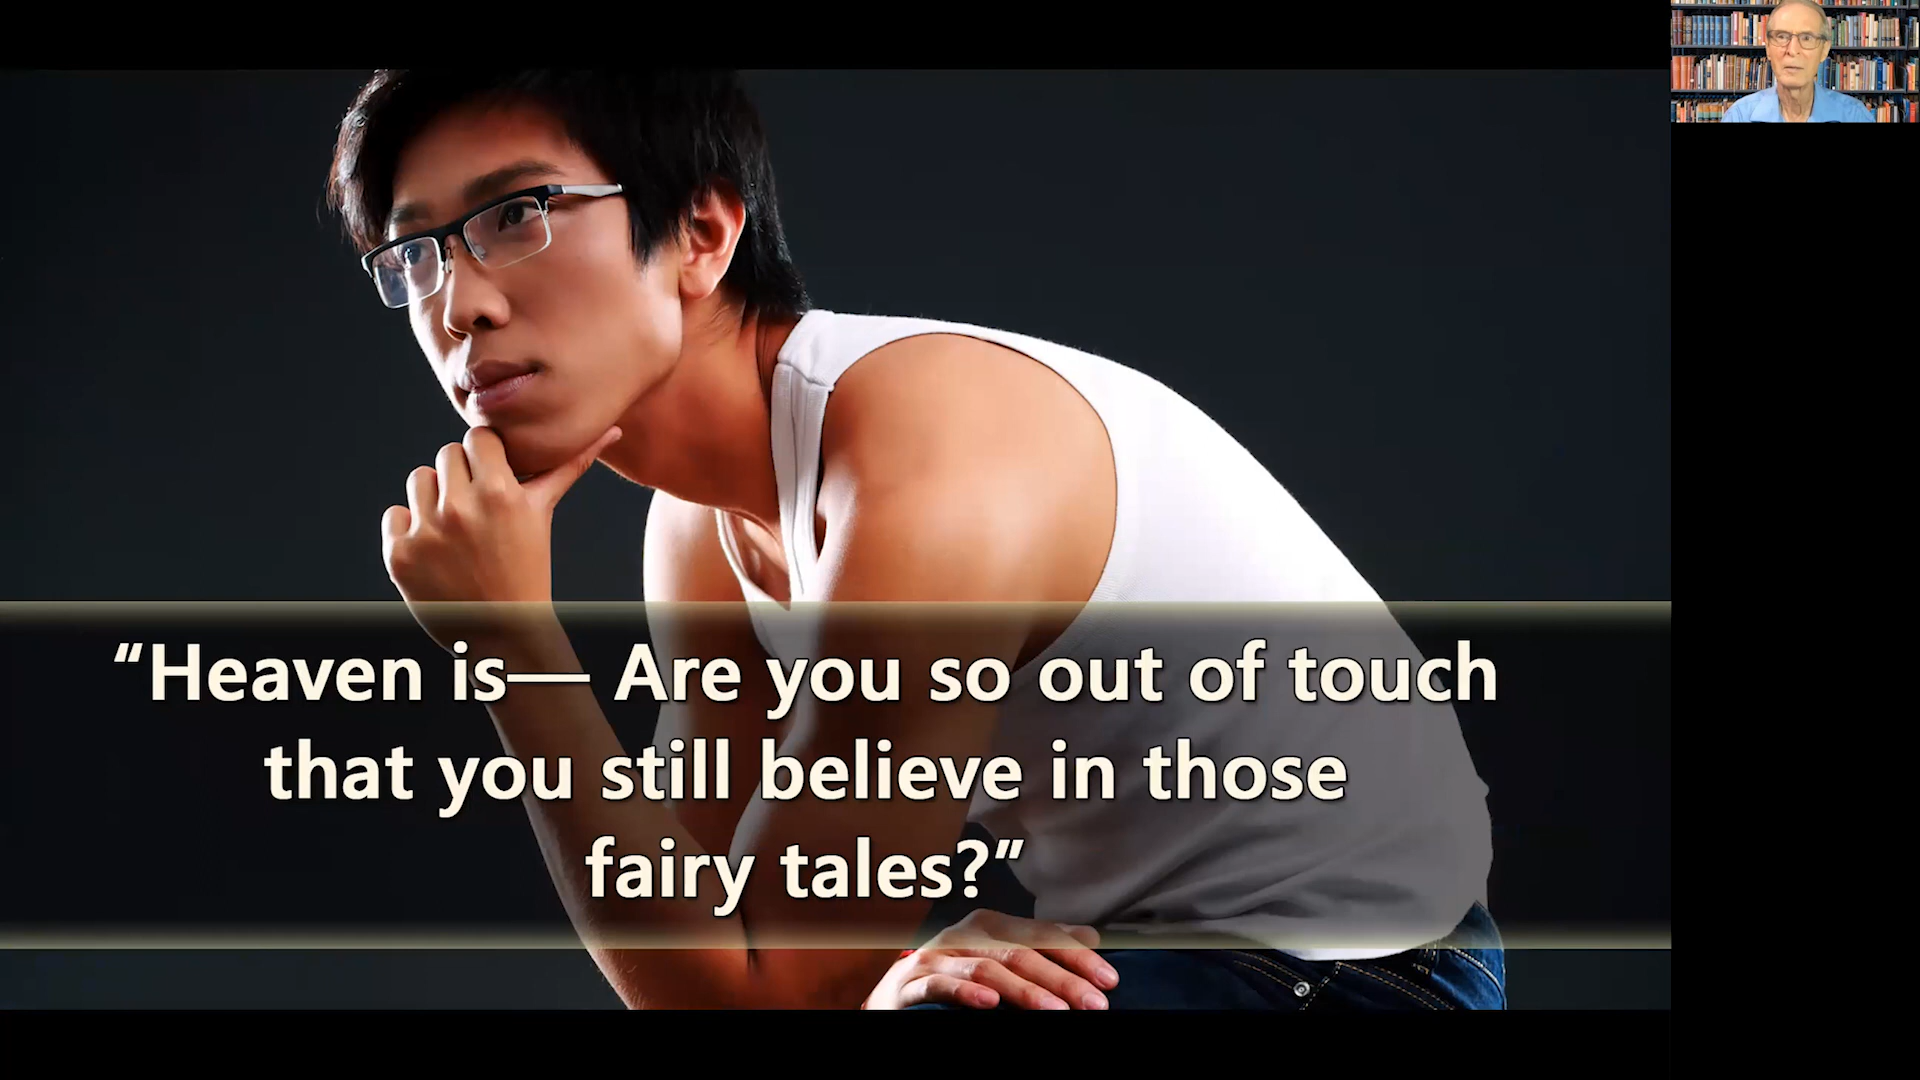 “Heaven is— Are you so out of touch
that you still believe in those
fairy tales?”